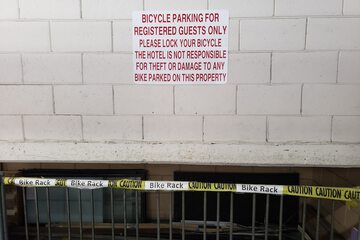 BICYCLE PARKING FOR
REGISTERED GUESTS ONLY
PLEASE LOCK YOUR BICYCLE
THE HOTEL IS NOT RESPONSIBLE
FOR THEFT OR DAMAGE TO ANY
BIKE PARKED ON THIS PROPERTY
Bike Rack Bike Rack CAUTION Bike Rack CAUTION CAUTION Bike Rack CAUTION CAUTION